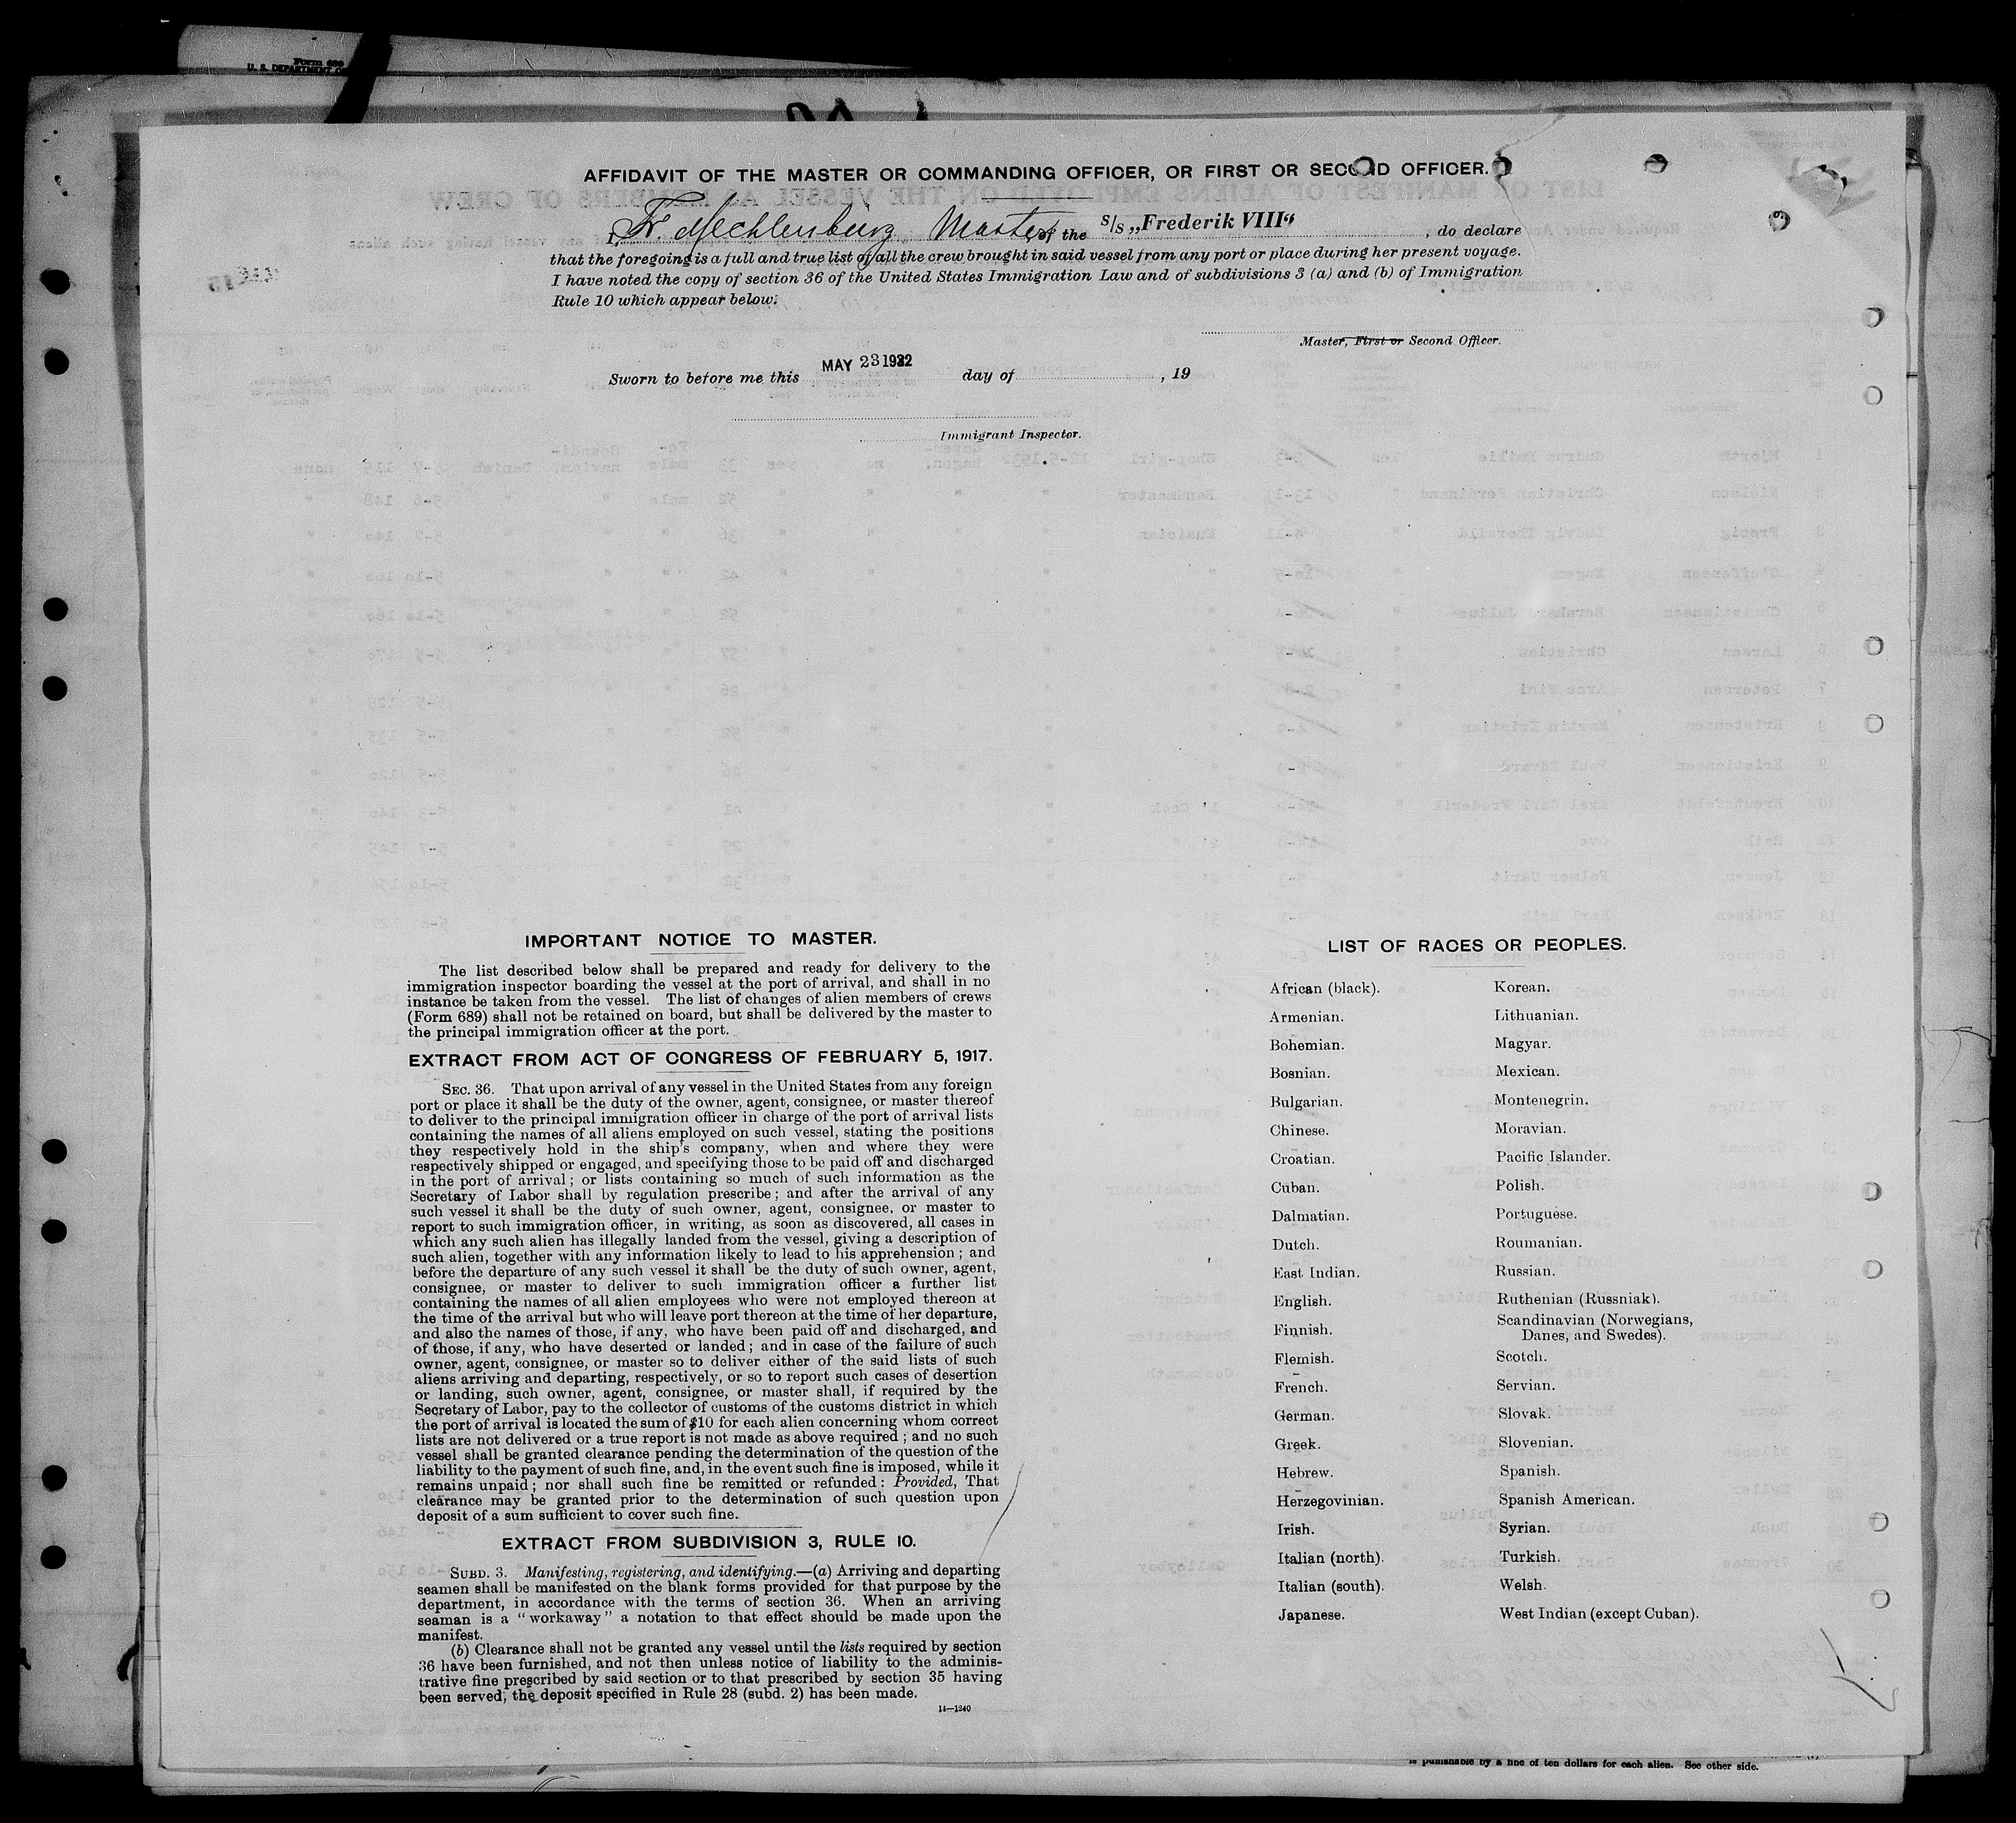 Form 689
U. S. DEPARTMENT OF
AFFIDAVIT OF THE MASTER OR COMMANDING OFFICER, OR FIRST OR SECOND OFFICER.
I, Fr. Mechlenburg Master, of the S/S „Frederik VIII“ , do declare
that the foregoing is a full and true list of all the crew brought in said vessel from any port or place during her present voyage.
I have noted the copy of section 36 of the United States Immigration Law and of subdivisions 3 (a) and (b) of Immigration
Rule 10 which appear below.
Master, First or Second Officer.
Sworn to before me this MAY 23 1932 day of , 19
Immigrant Inspector.
IMPORTANT NOTICE TO MASTER.
The list described below shall be prepared and ready for delivery to the
immigration inspector boarding the vessel at the port of arrival, and shall in no
instance be taken from the vessel. The list of changes of alien members of crews
(Form 689) shall not be retained on board, but shall be delivered by the master to
the principal immigration officer at the port.
EXTRACT FROM ACT OF CONGRESS OF FEBRUARY 5, 1917.
SEC. 36. That upon arrival of any vessel in the United States from any foreign
port or place it shall be the duty of the owner, agent, consignee, or master thereof
to deliver to the principal immigration officer in charge of the port of arrival lists
containing the names of all aliens employed on such vessel, stating the positions
they respectively hold in the ship's company, when and where they were
respectively shipped or engaged, and specifying those to be paid off and discharged
in the port of arrival; or lists containing so much of such information as the
Secretary of Labor shall by regulation prescribe; and after the arrival of any
such vessel it shall be the duty of such owner, agent, consignee, or master to
report to such immigration officer, in writing, as soon as discovered, all cases in
which any such alien has illegally landed from the vessel, giving a description of
such alien, together with any information likely to lead to his apprehension; and
before the departure of any such vessel it shall be the duty of such owner, agent,
consignee, or master to deliver to such immigration officer a further list
containing the names of all alien employees who were not employed thereon at
the time of the arrival but who will leave port thereon at the time of her departure,
and also the names of those, if any, who have been paid off and discharged, and
of those, if any, who have deserted or landed; and in case of the failure of such
owner, agent, consignee, or master so to deliver either of the said lists of such
aliens arriving and departing, respectively, or so to report such cases of desertion
or landing, such owner, agent, consignee, or master shall, if required by the
Secretary of Labor, pay to the collector of customs of the customs district in which
the port of arrival is located the sum of $10 for each alien concerning whom correct
lists are not delivered or a true report is not made as above required; and no such
vessel shall be granted clearance pending the determination of the question of the
liability to the payment of such fine, and, in the event such fine is imposed, while it
remains unpaid; nor shall such fine be remitted or refunded: Provided, That
clearance may be granted prior to the determination of such question upon
deposit of a sum sufficient to cover such fine.
EXTRACT FROM SUBDIVISION 3, RULE 10.
SUBD. 3. Manifesting, registering, and identifying.—(a) Arriving and departing
seamen shall be manifested on the blank forms provided for that purpose by the
department, in accordance with the terms of section 36. When an arriving
seaman is a "workaway" a notation to that effect should be made upon the
manifest.
(b) Clearance shall not be granted any vessel until the lists required by section
36 have been furnished, and not then unless notice of liability to the adminis-
trative fine prescribed by said section or to that prescribed by section 35 having
been served, the deposit specified in Rule 28 (subd. 2) has been made.
14—1240
LIST OF RACES OR PEOPLES.
African (black).
Armenian.
Bohemian.
Bosnian.
Bulgarian.
Chinese.
Croatian.
Cuban.
Dalmatian.
Dutch.
East Indian.
English.
Finnish.
Flemish.
French.
German.
Greek.
Hebrew.
Herzegovinian.
Irish.
Italian (north).
Italian (south).
Japanese.
Korean.
Lithuanian.
Magyar.
Mexican.
Montenegrin.
Moravian.
Pacific Islander.
Polish.
Portuguese.
Roumanian.
Russian.
Ruthenian (Russniak).
Scandinavian (Norwegians,
Danes, and Swedes).
Scotch.
Servian.
Slovak.
Slovenian.
Spanish.
Spanish American.
Syrian.
Turkish.
Welsh.
West Indian (except Cuban).
is punishable by a fine of ten dollars for each alien. See other side.